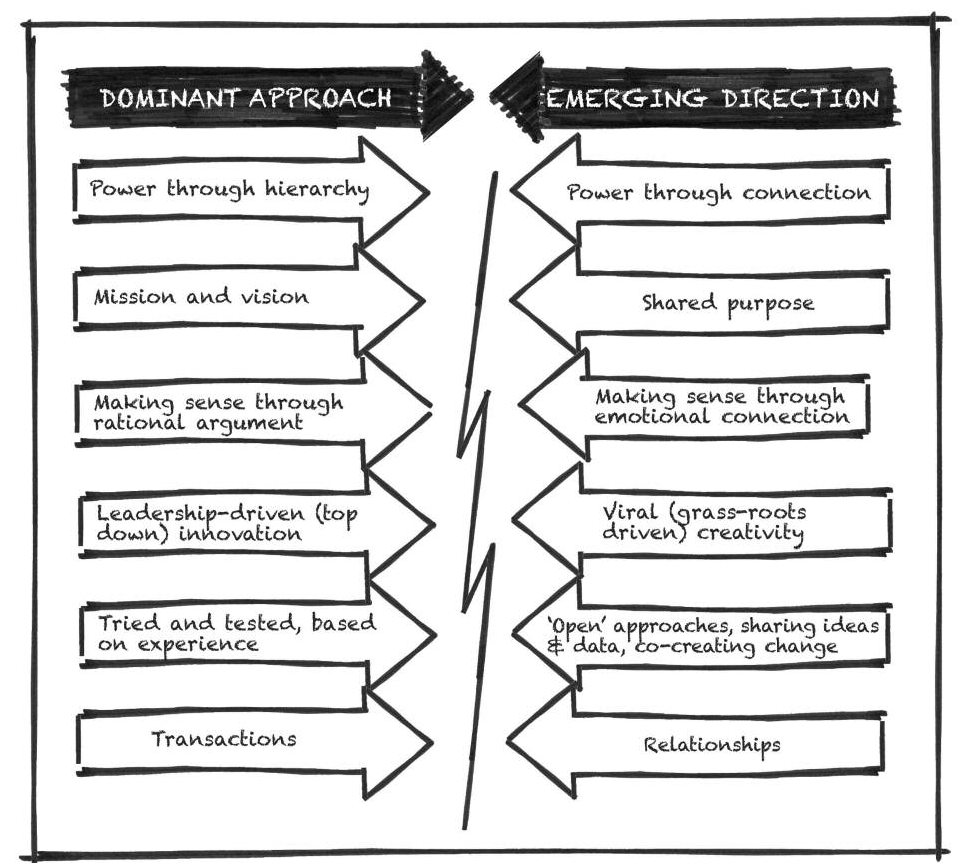 DOMINANT APPROACH
EMERGING DIRECTION
Power through hierarchy
Power through connection
Mission and vision
Shared purpose
Making sense through
rational argument
Making sense through
emotional connection
Leadership-driven (top
down) innovation
Viral (grass-roots
driven) creativity
Tried and tested, based
on experience
‘Open’ approaches, sharing ideas
& data, co-creating change
Transactions
Relationships